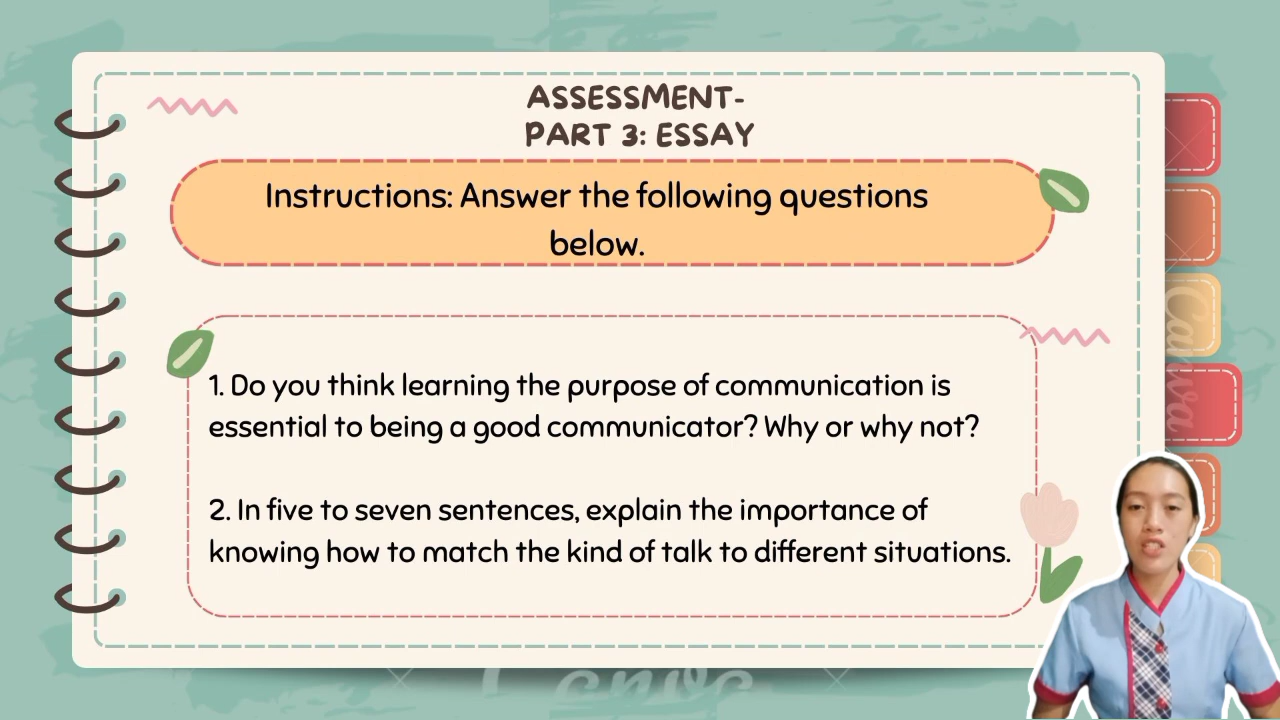 ASSESSMENT-
PART 3: ESSAY
Instructions: Answer the following questions
below.
1. Do you think learning the purpose of communication is
essential to being a good communicator? Why or why not?
2. In five to seven sentences, explain the importance of
knowing how to match the kind of talk to different situations.
Canva
Canva